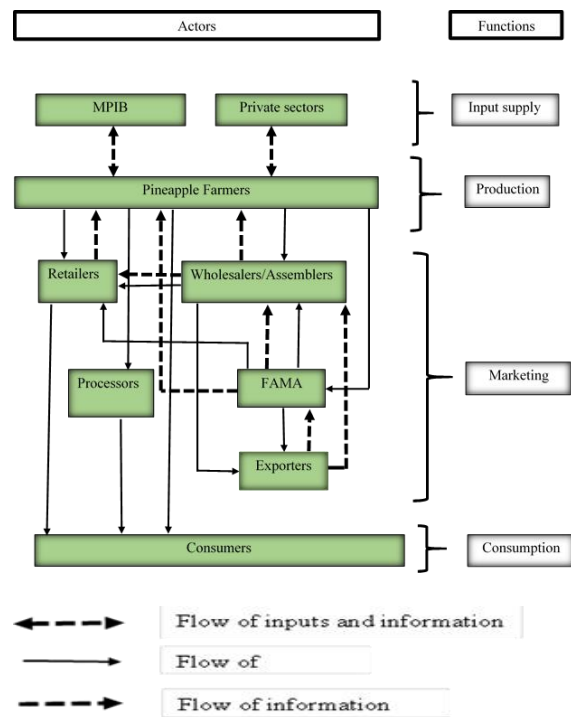 Actors
Functions
MPIB
Private sectors
Input supply
Pineapple Farmers
Production
Retailers
Wholesalers/Assemblers
Processors
FAMA
Marketing
Exporters
Consumers
Consumption
Flow of inputs and information
Flow of
Flow of information